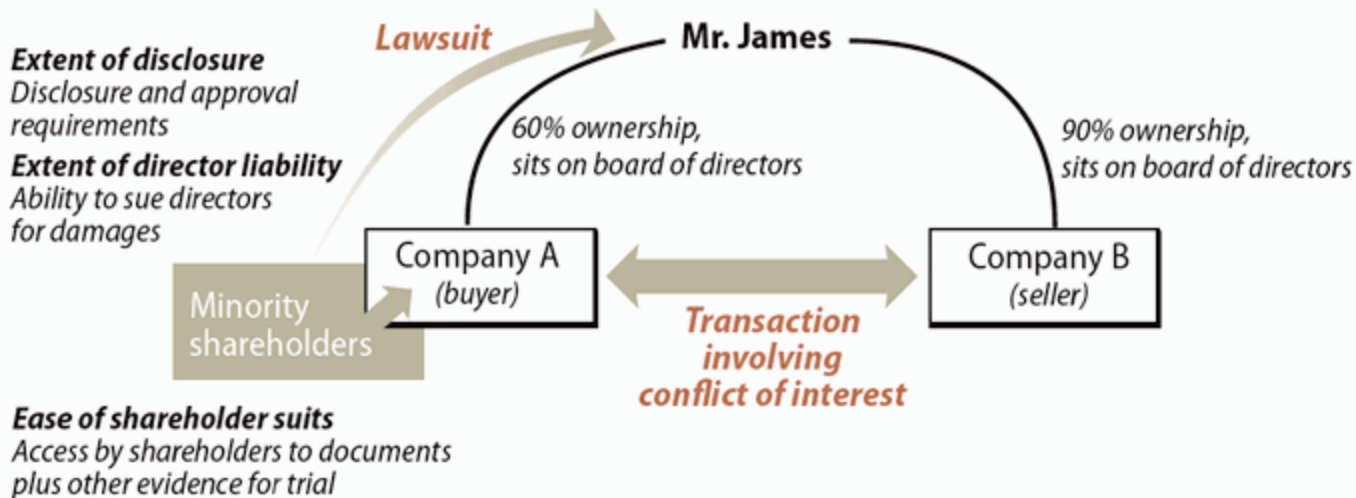 Lawsuit
Mr. James
Extent of disclosure
Disclosure and approval
requirements
Extent of director liability
Ability to sue directors
for damages
60% ownership,
sits on board of directors
90% ownership,
sits on board of directors
Minority
shareholders
Company A
(buyer)
Transaction
involving
conflict of interest
Company B
(seller)
Ease of shareholder suits
Access by shareholders to documents
plus other evidence for trial